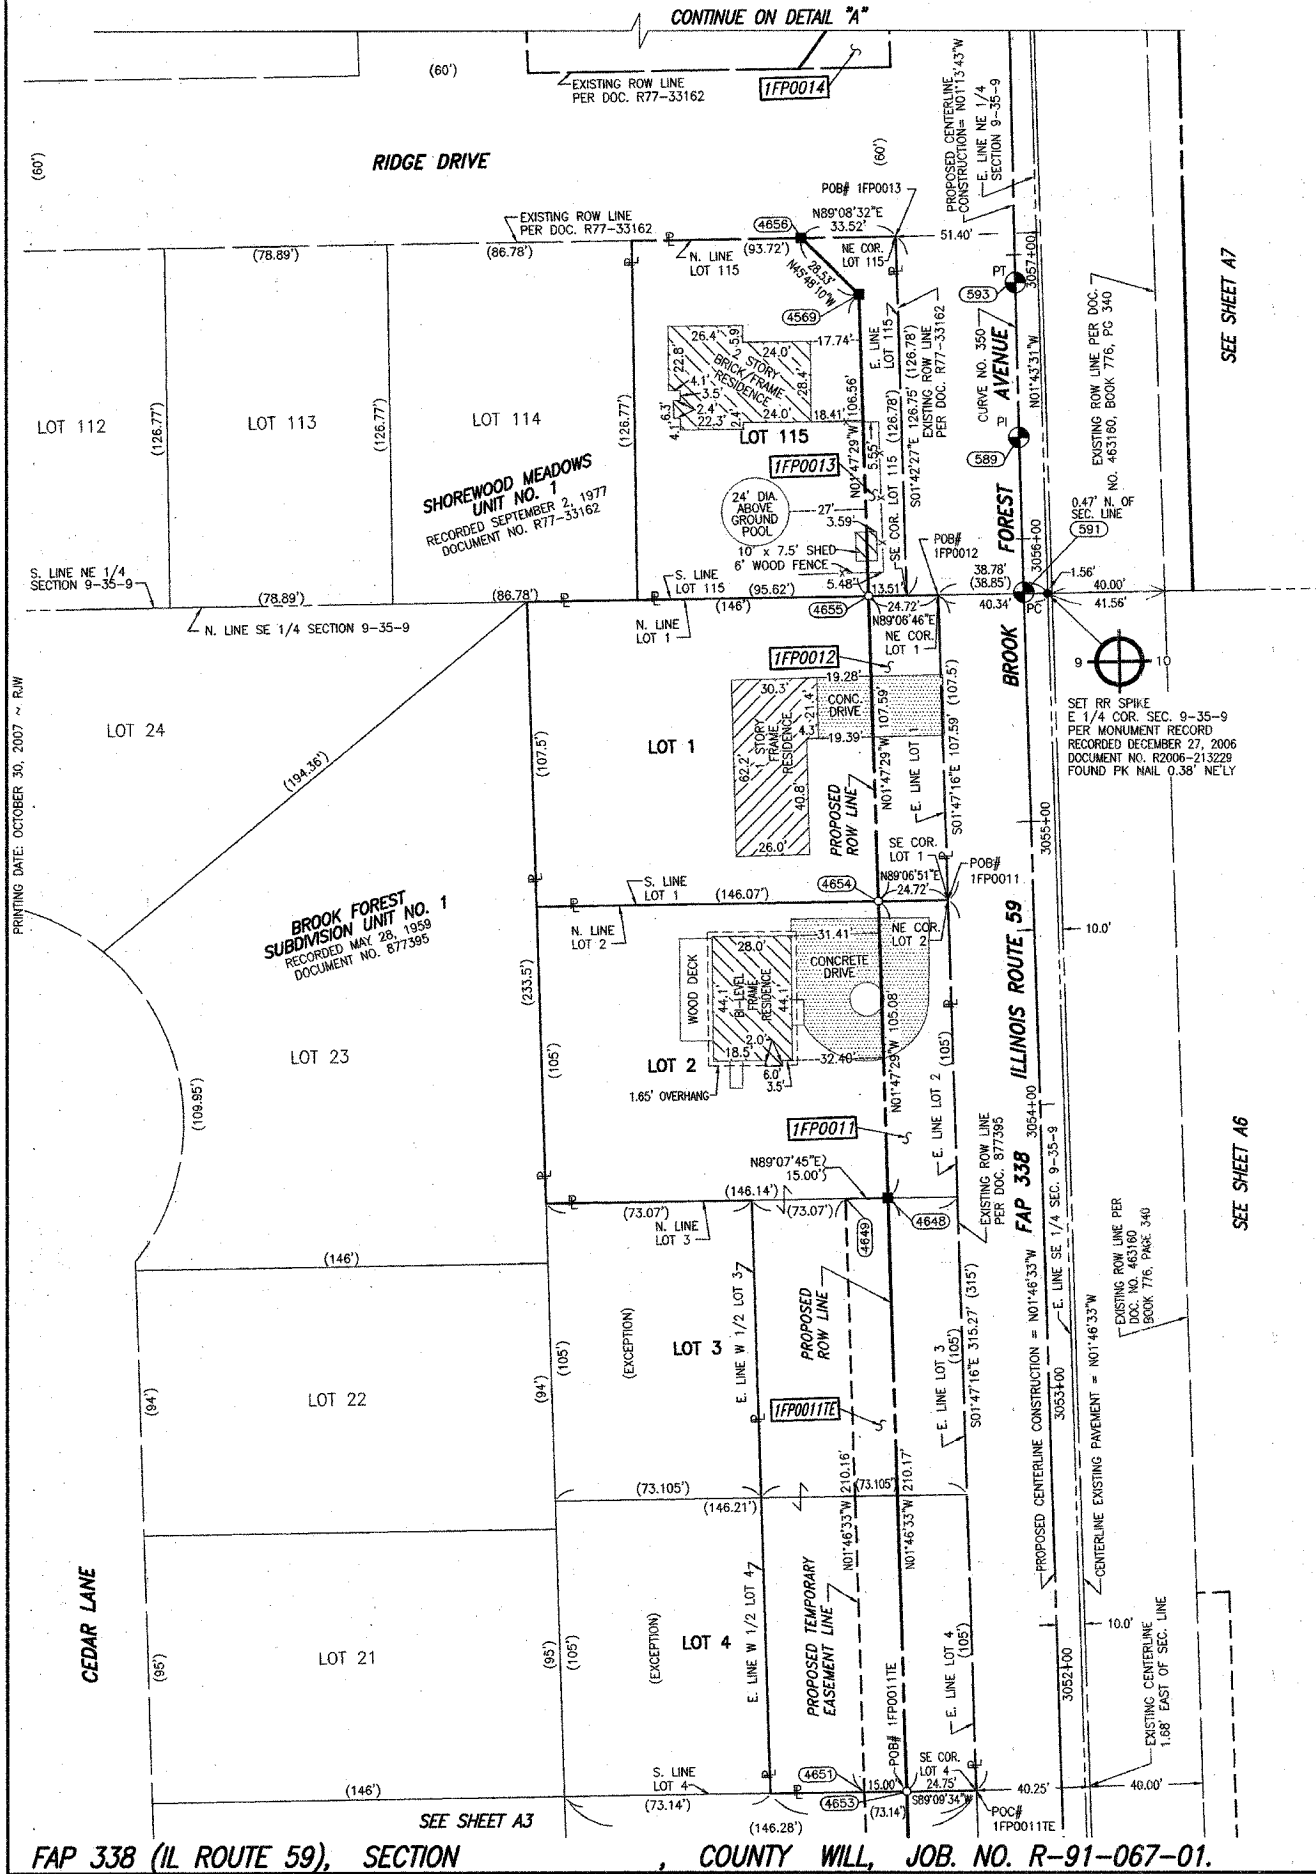 CONTINUE ON DETAIL "A"
(60')
EXISTING ROW LINE
PER DOC. R77-33162
1FP0014
PROPOSED CENTERLINE
CONSTRUCTION= N01°13'43"W
E. LINE NE 1/4
SECTION 9-35-9
(60')
RIDGE DRIVE
(60')
POB# 1FP0013
N89°08'32"E
33.52'
4656
EXISTING ROW LINE
PER DOC. R77-33162
51.40'
(78.89')
(86.78')
(93.72')
N. LINE
LOT 115
NE COR.
LOT 115
28.53'
N45°48'10"W
3057+00
PT
593
4569
SEE SHEET A7
17.74'
E. LINE
LOT 115
S01°42'27"E 126.75' (126.78')
EXISTING ROW LINE
PER DOC. R77-33162
CURVE NO. 350
AVENUE
N01°43'31"W
EXISTING ROW LINE PER DOC.
NO. 463160, BOOK 776, PG 340
26.4'
5.9'
24.0'
22.8'
2 STORY
BRICK/FRAME
RESIDENCE
28.4'
4.1'
3.5'
2.4'
6.3'
4.1'
22.3'
2.4'
24.0'
18.41'
N01°47'29"W 106.56'
5.55'
(126.78')
LOT 112
(126.77')
LOT 113
(126.77')
LOT 114
(126.77')
LOT 115
PI
589
1FP0013
SHOREWOOD MEADOWS
UNIT NO. 1
RECORDED SEPTEMBER 2, 1977
DOCUMENT NO. R77-33162
24' DIA.
ABOVE
GROUND
POOL
27'
3.59'
SE COR. LOT 115
FOREST
0.47' N. OF
SEC. LINE
591
POB#
1FP0012
10' x 7.5' SHED
6' WOOD FENCE
3056+00
S. LINE NE 1/4
SECTION 9-35-9
S. LINE
LOT 115
5.48'
38.78'
(38.85')
1.56'
40.00'
(78.89')
(86.78')
(95.62')
(146')
13.51'
24.72'
40.34'
PC
41.56'
4655
N89°06'46"E
N. LINE SE 1/4 SECTION 9-35-9
N. LINE
LOT 1
NE COR.
LOT 1
BROOK
9
10
1FP0012
19.28'
SET RR SPIKE
E 1/4 COR. SEC. 9-35-9
PER MONUMENT RECORD
RECORDED DECEMBER 27, 2006
DOCUMENT NO. R2006-213229
FOUND PK NAIL 0.38' NE'LY
PRINTING DATE: OCTOBER 30, 2007 ~ RJW
LOT 24
(194.36')
(107.5')
LOT 1
30.3'
21.4'
4.3'
CONC.
DRIVE
19.39'
62.2'
1 STORY
FRAME
RESIDENCE
40.8'
26.0'
N01°47'29"W 107.59'
S01°47'16"E 107.59' (107.5')
E. LINE LOT 1
PROPOSED
ROW LINE
3055+00
SE COR.
LOT 1
POB#
1FP0011
N89°06'51"E
24.72'
4654
S. LINE
LOT 1
(146.07')
N. LINE
LOT 2
NE COR.
LOT 2
10.0'
BROOK FOREST
SUBDIVISION UNIT NO. 1
RECORDED MAY 28, 1959
DOCUMENT NO. 877395
(233.5')
31.41'
28.0'
CONCRETE
DRIVE
WOOD DECK
44.1'
BI-LEVEL
FRAME
RESIDENCE
44.1'
N01°47'29"W 105.08'
(105')
ILLINOIS ROUTE 59
LOT 23
(105')
LOT 2
2.0'
18.5'
6.0'
3.5'
32.40'
1.65' OVERHANG
(109.95')
1FP0011
E. LINE LOT 2
EXISTING ROW LINE
PER DOC. 877395
3054+00
FAP 338
SEE SHEET A6
N89°07'45"E
15.00'
(146.14')
(73.07')
(73.07')
N. LINE
LOT 3
4649
4648
(146')
EXISTING ROW LINE PER
DOC. NO. 463160
BOOK 776, PAGE 340
E. LINE SE 1/4 SEC. 9-35-9
(94')
LOT 22
(94')
(105')
(EXCEPTION)
LOT 3
E. LINE W 1/2 LOT 3
PROPOSED
ROW LINE
1FP0011TE
E. LINE LOT 3
(105')
S01°47'16"E 315.27' (315')
3053+00
PROPOSED CENTERLINE CONSTRUCTION = N01°46'33"W
CENTERLINE EXISTING PAVEMENT = N01°46'33"W
(73.105')
(73.105')
(146.21')
N01°46'33"W 210.16'
N01°46'33"W 210.17'
CEDAR LANE
(95')
LOT 21
(95')
(105')
(EXCEPTION)
LOT 4
E. LINE W 1/2 LOT 4
PROPOSED TEMPORARY
EASEMENT LINE
POB# 1FP0011TE
E. LINE LOT 4
(105')
10.0'
3052+00
EXISTING CENTERLINE
1.68' EAST OF SEC. LINE
(146')
S. LINE
LOT 4
(73.14')
4651
4653
15.00'
SE COR.
LOT 4
24.75'
S89°09'34"W
40.25'
40.00'
(73.14')
(146.28')
POC#
1FP0011TE
SEE SHEET A3
FAP 338 (IL ROUTE 59), SECTION , COUNTY WILL, JOB. NO. R-91-067-01.